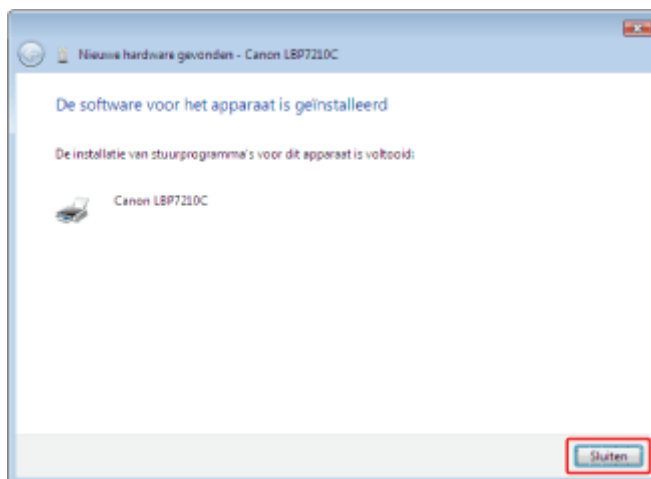 Nieuwe hardware gevonden - Canon LBP7210C
De software voor het apparaat is geïnstalleerd
De installatie van stuurprogramma's voor dit apparaat is voltooid:
Canon LBP7210C
Sluiten